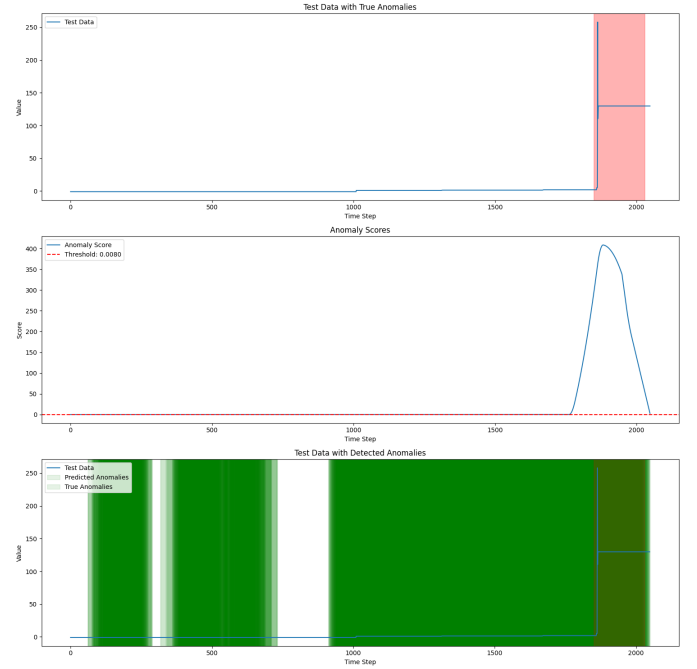 Test Data with True Anomalies
Test Data
250
200
150
100
50
0
Value
0
500
1000
1500
2000
Time Step
Anomaly Scores
Anomaly Score
Threshold: 0.0080
400
350
300
250
200
150
100
50
0
Score
0
500
1000
1500
2000
Time Step
Test Data with Detected Anomalies
Test Data
Predicted Anomalies
True Anomalies
250
200
150
100
50
0
Value
0
500
1000
1500
2000
Time Step